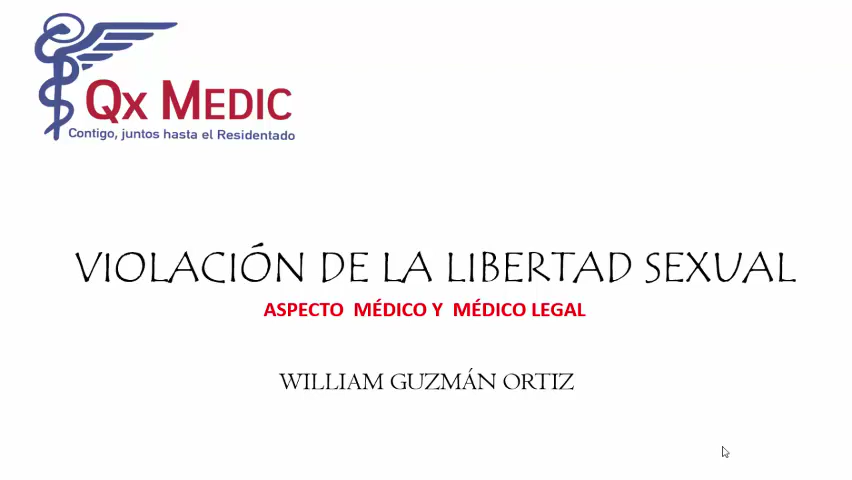 Qx MEDIC
Contigo, juntos hasta el Residentado
VIOLACIÓN DE LA LIBERTAD SEXUAL
ASPECTO MÉDICO Y MÉDICO LEGAL
WILLIAM GUZMÁN ORTIZ